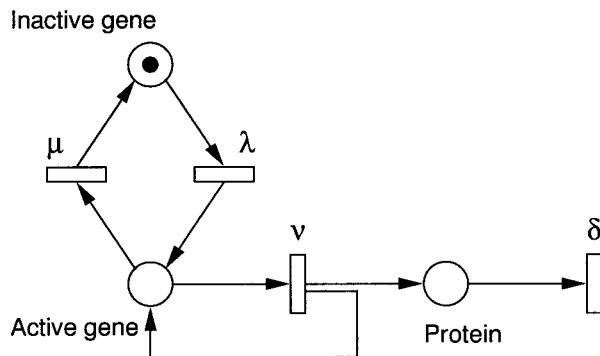 Inactive gene
μ
λ
ν
δ
Active gene
Protein